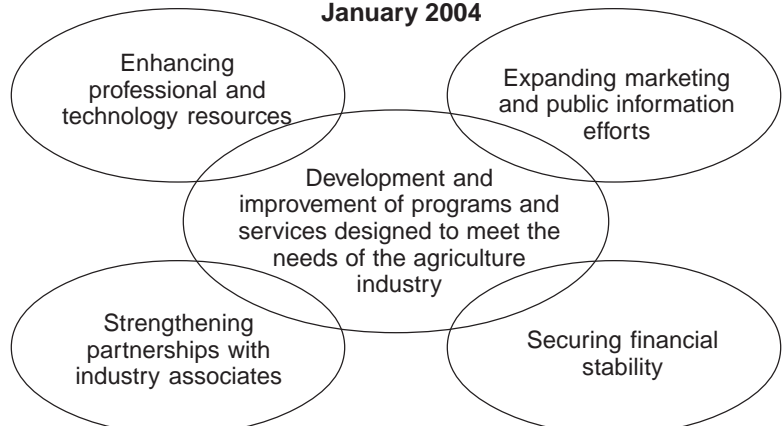 January 2004
Enhancing
professional and
technology resources
Expanding marketing
and public information
efforts
Development and
improvement of programs and
services designed to meet the
needs of the agriculture
industry
Strengthening
partnerships with
industry associates
Securing financial
stability